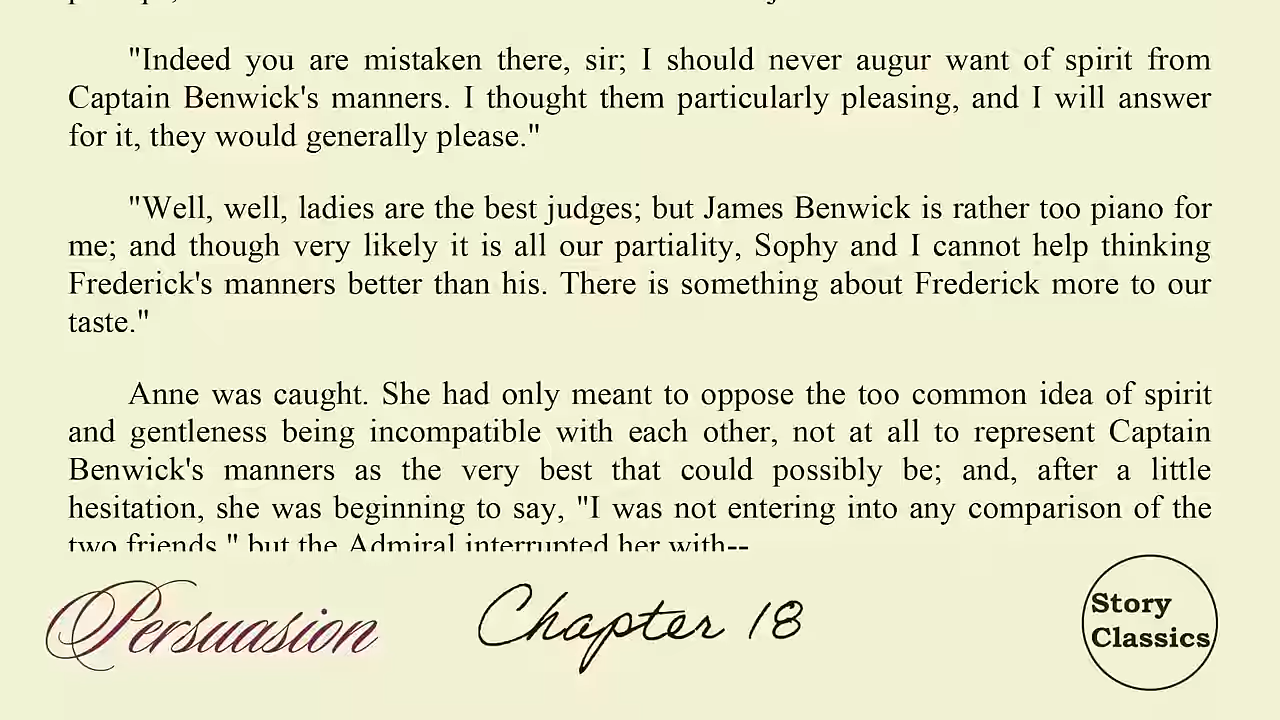 "Indeed you are mistaken there, sir; I should never augur want of spirit from
Captain Benwick's manners. I thought them particularly pleasing, and I will answer
for it, they would generally please."
"Well, well, ladies are the best judges; but James Benwick is rather too piano for
me; and though very likely it is all our partiality, Sophy and I cannot help thinking
Frederick's manners better than his. There is something about Frederick more to our
taste."
Anne was caught. She had only meant to oppose the too common idea of spirit
and gentleness being incompatible with each other, not at all to represent Captain
Benwick's manners as the very best that could possibly be; and, after a little
hesitation, she was beginning to say, "I was not entering into any comparison of the
two friends," but the Admiral interrupted her with--
Persuasion
Chapter 18
Story
Classics